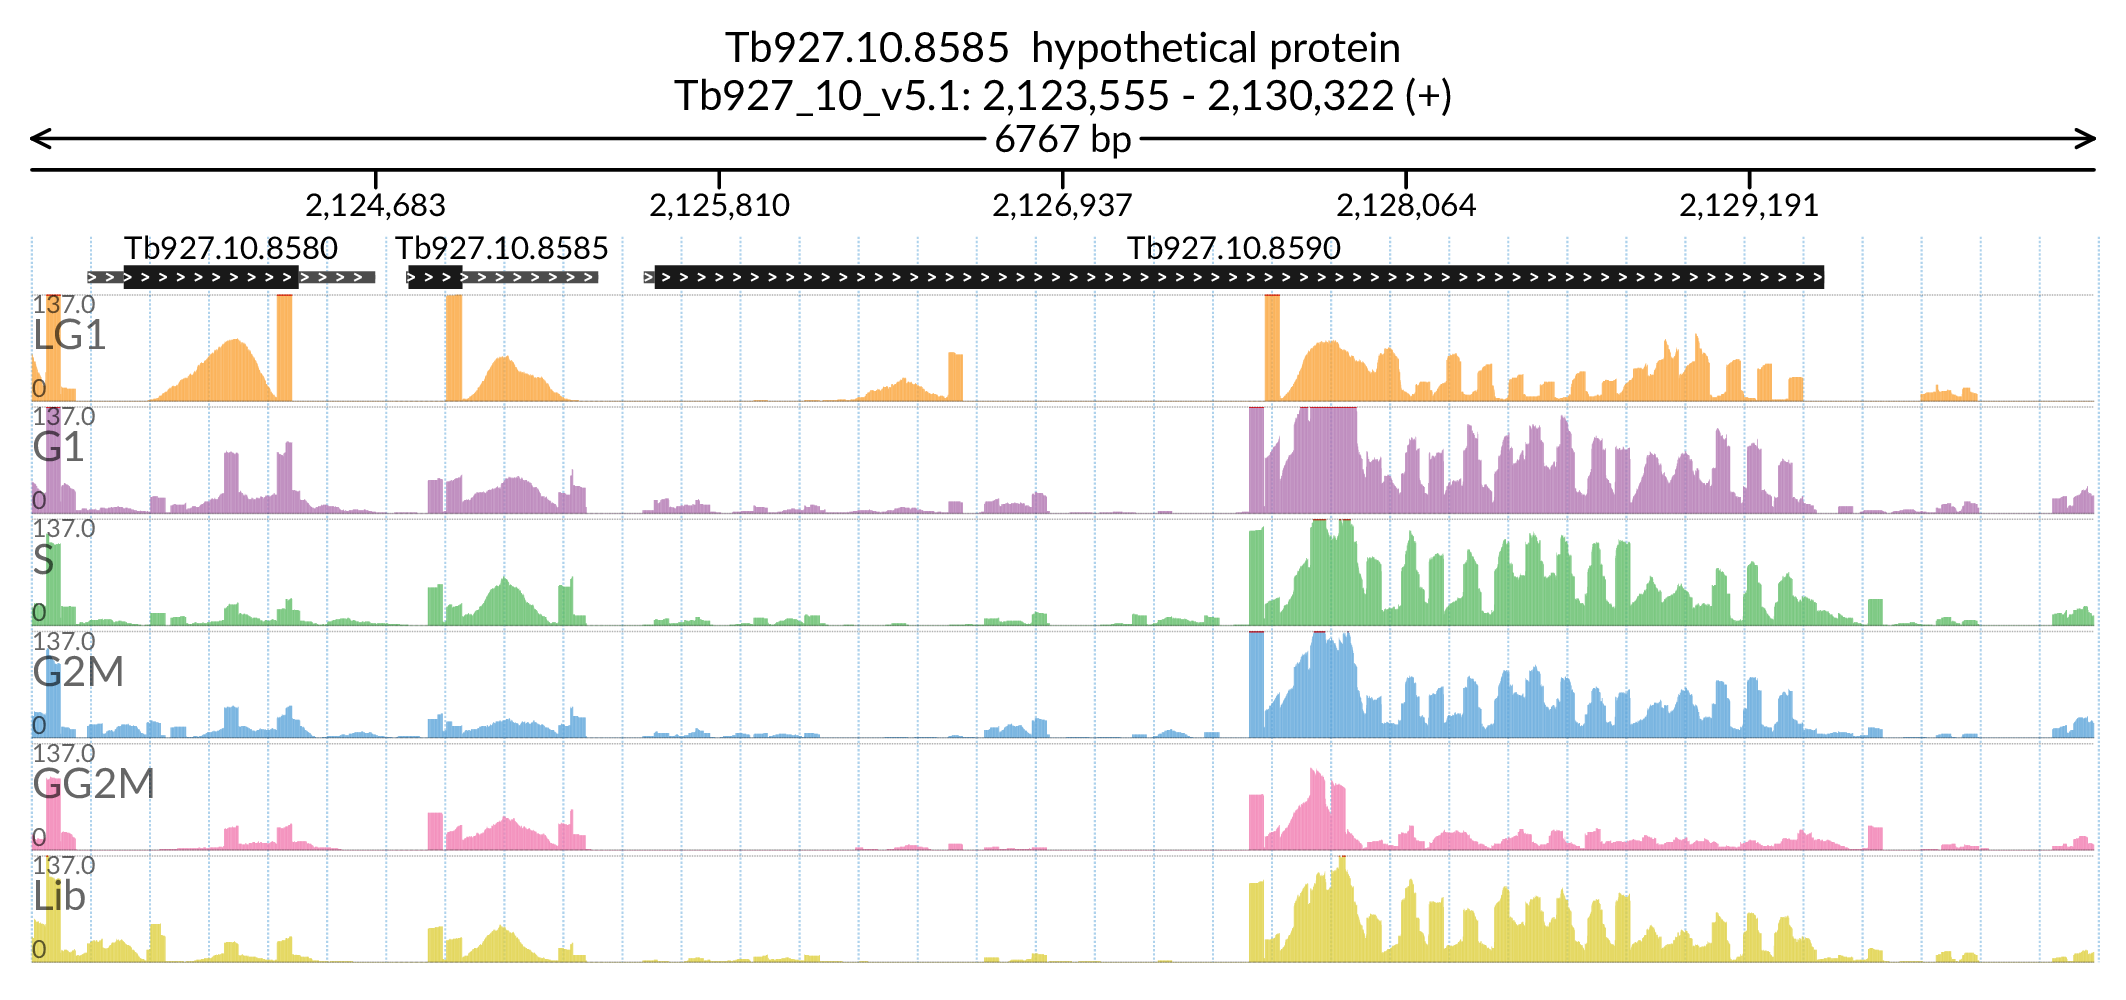 Tb927.10.8585  hypothetical protein
Tb927_10_v5.1: 2,123,555 - 2,130,322 (+)
6767 bp
2,124,683 2,125,810 2,126,937 2,128,064 2,129,191
Tb927.10.8580 Tb927.10.8585 Tb927.10.8590
137.0
LG1
0
137.0
G1
0
137.0
S
0
137.0
G2M
0
137.0
GG2M
0
137.0
Lib
0